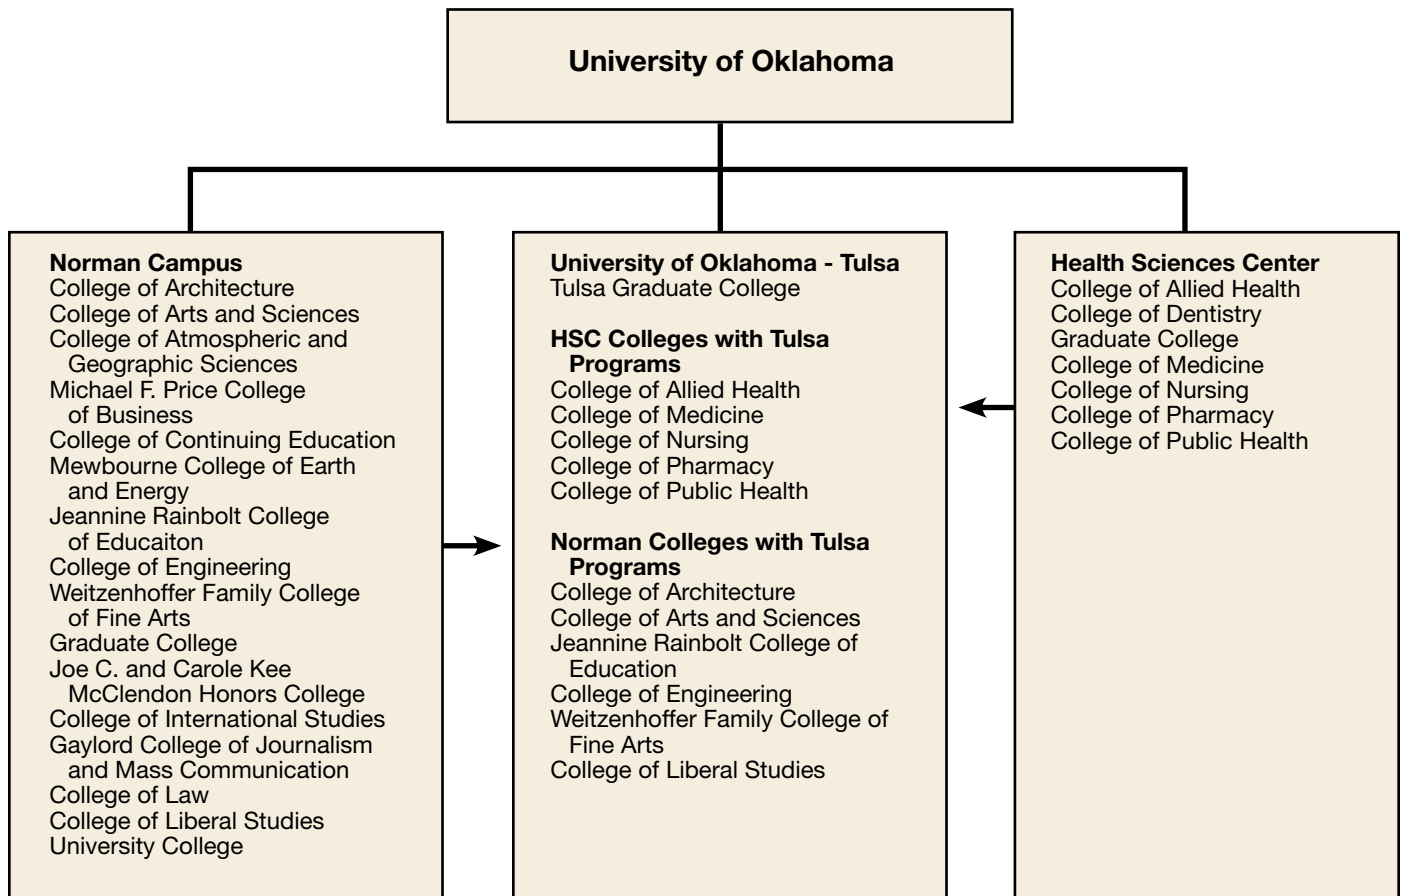 University of Oklahoma
Norman Campus
College of Architecture
College of Arts and Sciences
College of Atmospheric and
Geographic Sciences
Michael F. Price College
of Business
College of Continuing Education
Mewbourne College of Earth
and Energy
Jeannine Rainbolt College
of Educaiton
College of Engineering
Weitzenhoffer Family College
of Fine Arts
Graduate College
Joe C. and Carole Kee
McClendon Honors College
College of International Studies
Gaylord College of Journalism
and Mass Communication
College of Law
College of Liberal Studies
University College
University of Oklahoma - Tulsa
Tulsa Graduate College
HSC Colleges with Tulsa
Programs
College of Allied Health
College of Medicine
College of Nursing
College of Pharmacy
College of Public Health
Norman Colleges with Tulsa
Programs
College of Architecture
College of Arts and Sciences
Jeannine Rainbolt College of
Education
College of Engineering
Weitzenhoffer Family College of
Fine Arts
College of Liberal Studies
Health Sciences Center
College of Allied Health
College of Dentistry
Graduate College
College of Medicine
College of Nursing
College of Pharmacy
College of Public Health